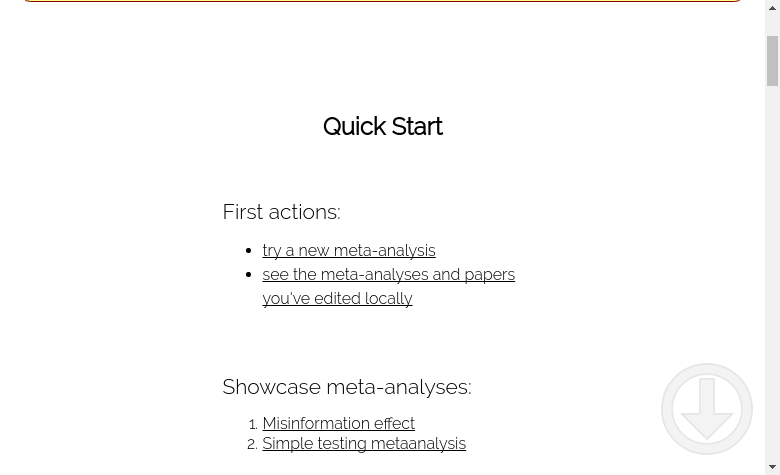 Quick Start
First actions:
try a new meta-analysis
see the meta-analyses and papers
you've edited locally
Showcase meta-analyses:
1. Misinformation effect
2. Simple testing metaanalysis